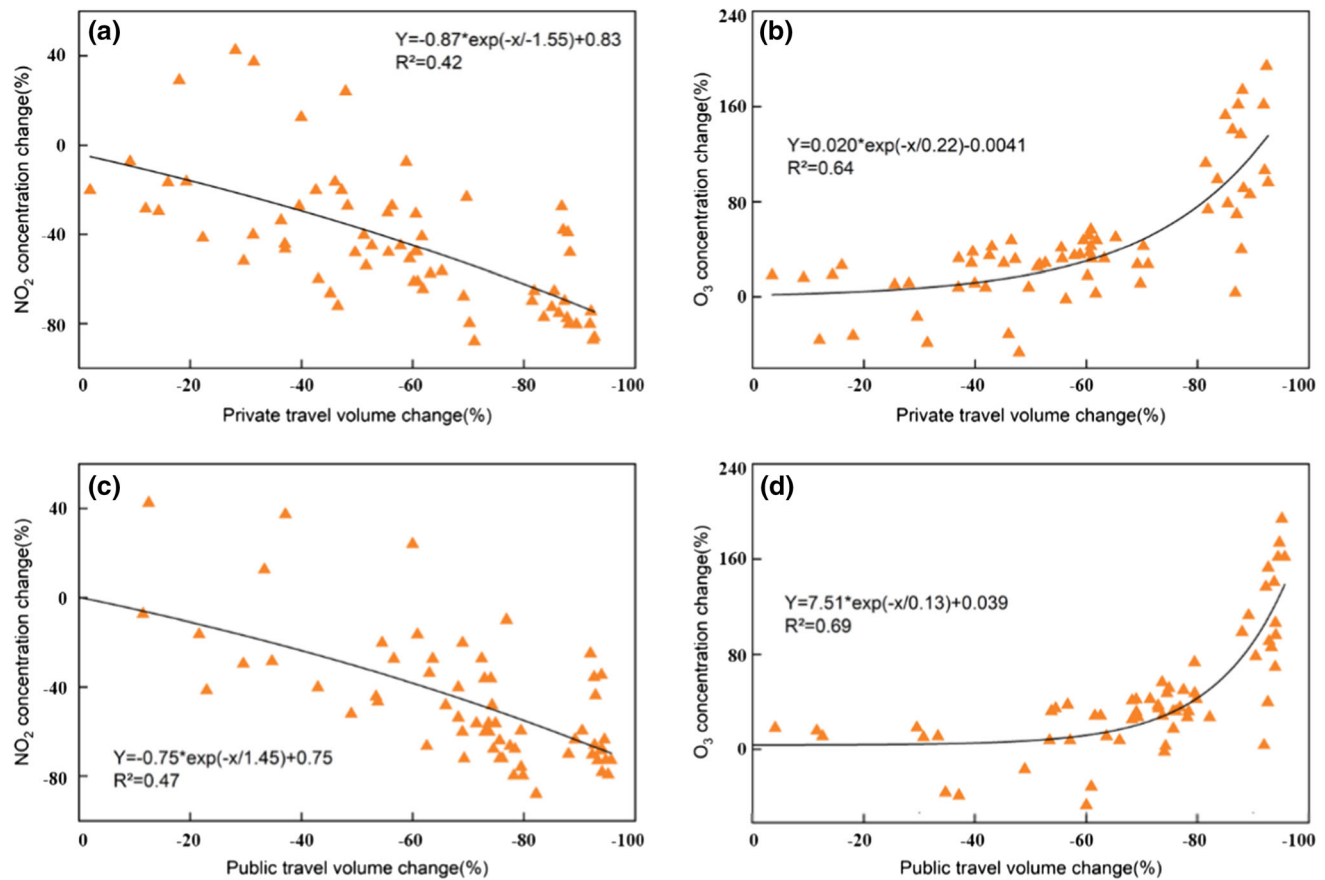 (a)
Y=-0.87*exp(-x/-1.55)+0.83
R²=0.42
NO₂ concentration change(%)
40
0
-40
-80
0 -20 -40 -60 -80 -100
Private travel volume change(%)
(b)
Y=0.020*exp(-x/0.22)-0.0041
R²=0.64
O₃ concentration change(%)
240
160
80
0
0 -20 -40 -60 -80 -100
Private travel volume change(%)
(c)
Y=-0.75*exp(-x/1.45)+0.75
R²=0.47
NO₂ concentration change(%)
40
0
-40
-80
0 -20 -40 -60 -80 -100
Public travel volume change(%)
(d)
Y=7.51*exp(-x/0.13)+0.039
R²=0.69
O₃ concentration change(%)
240
160
80
0
0 -20 -40 -60 -80 -100
Public travel volume change(%)